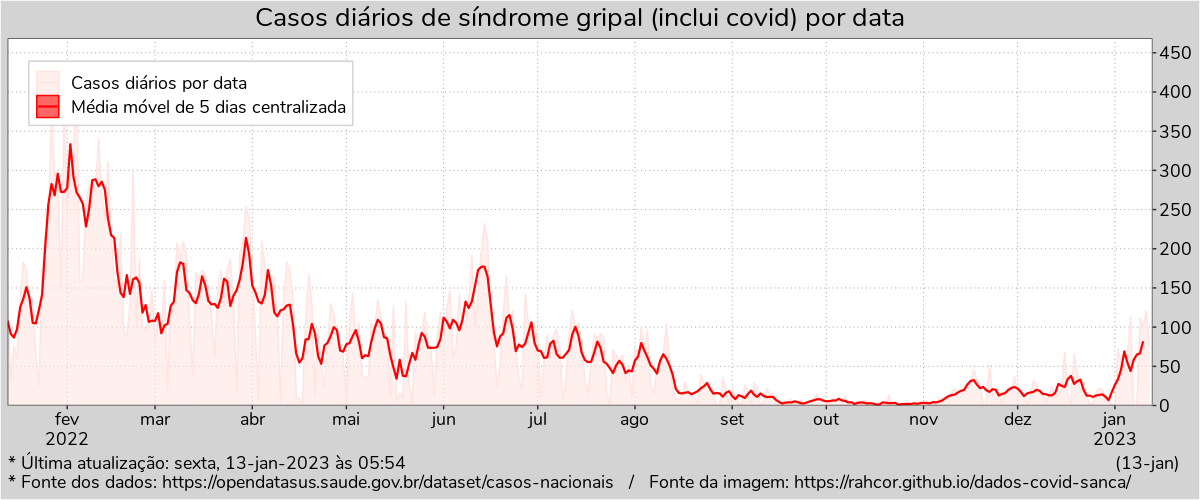 Casos diários de síndrome gripal (inclui covid) por data
Casos diários por data
Média móvel de 5 dias centralizada
450
400
350
300
250
200
150
100
50
0
fev mar abr mai jun jul ago set out nov dez jan
2022 2023
* Última atualização: sexta, 13-jan-2023 às 05:54 (13-jan)
* Fonte dos dados: https://opendatasus.saude.gov.br/dataset/casos-nacionais / Fonte da imagem: https://rahcor.github.io/dados-covid-sanca/